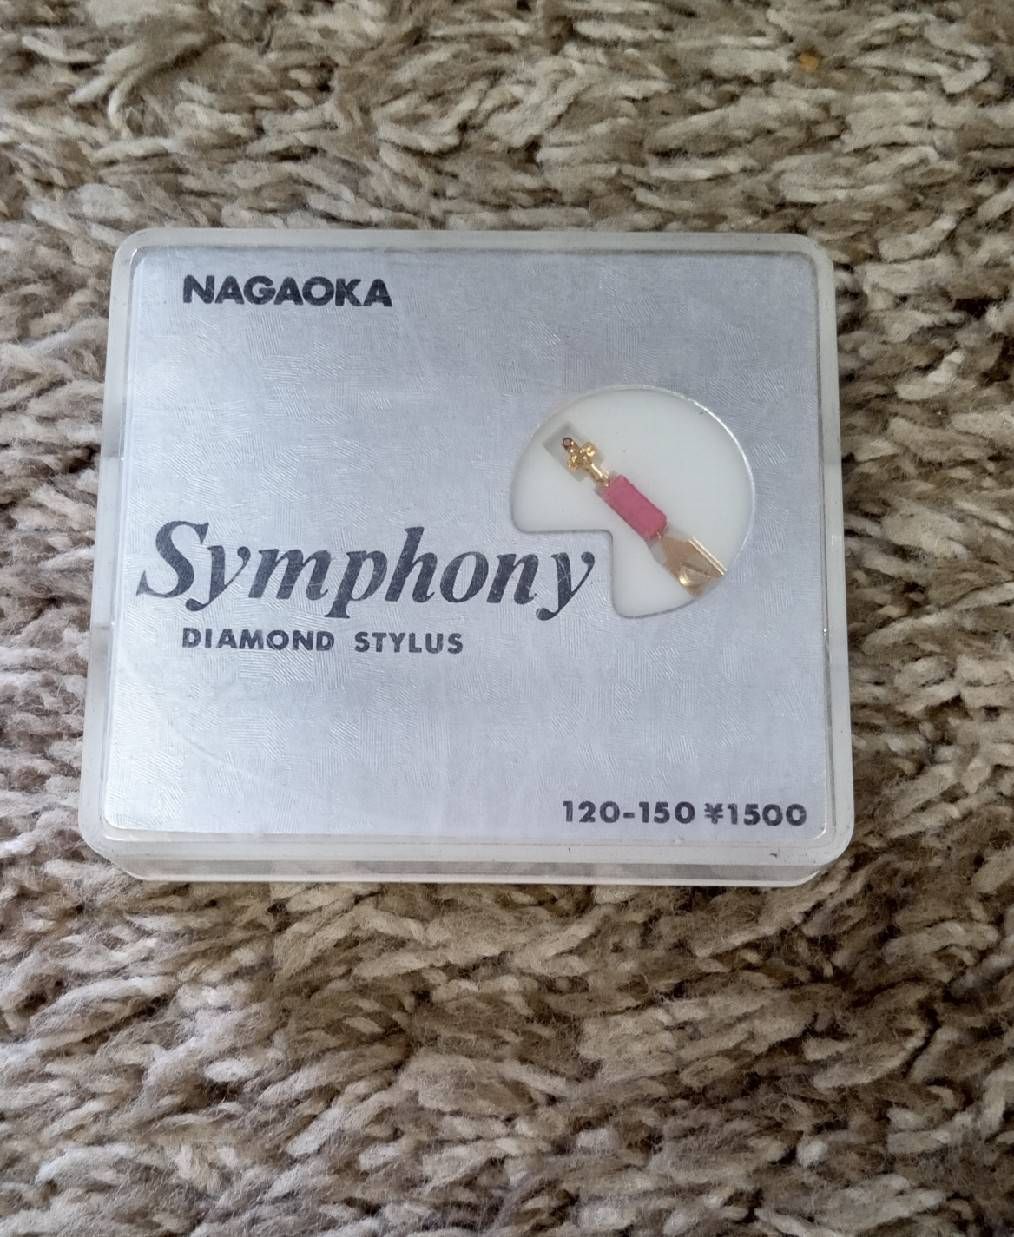 NAGAOKA
Symphony
DIAMOND STYLUS
120-150 ¥1500